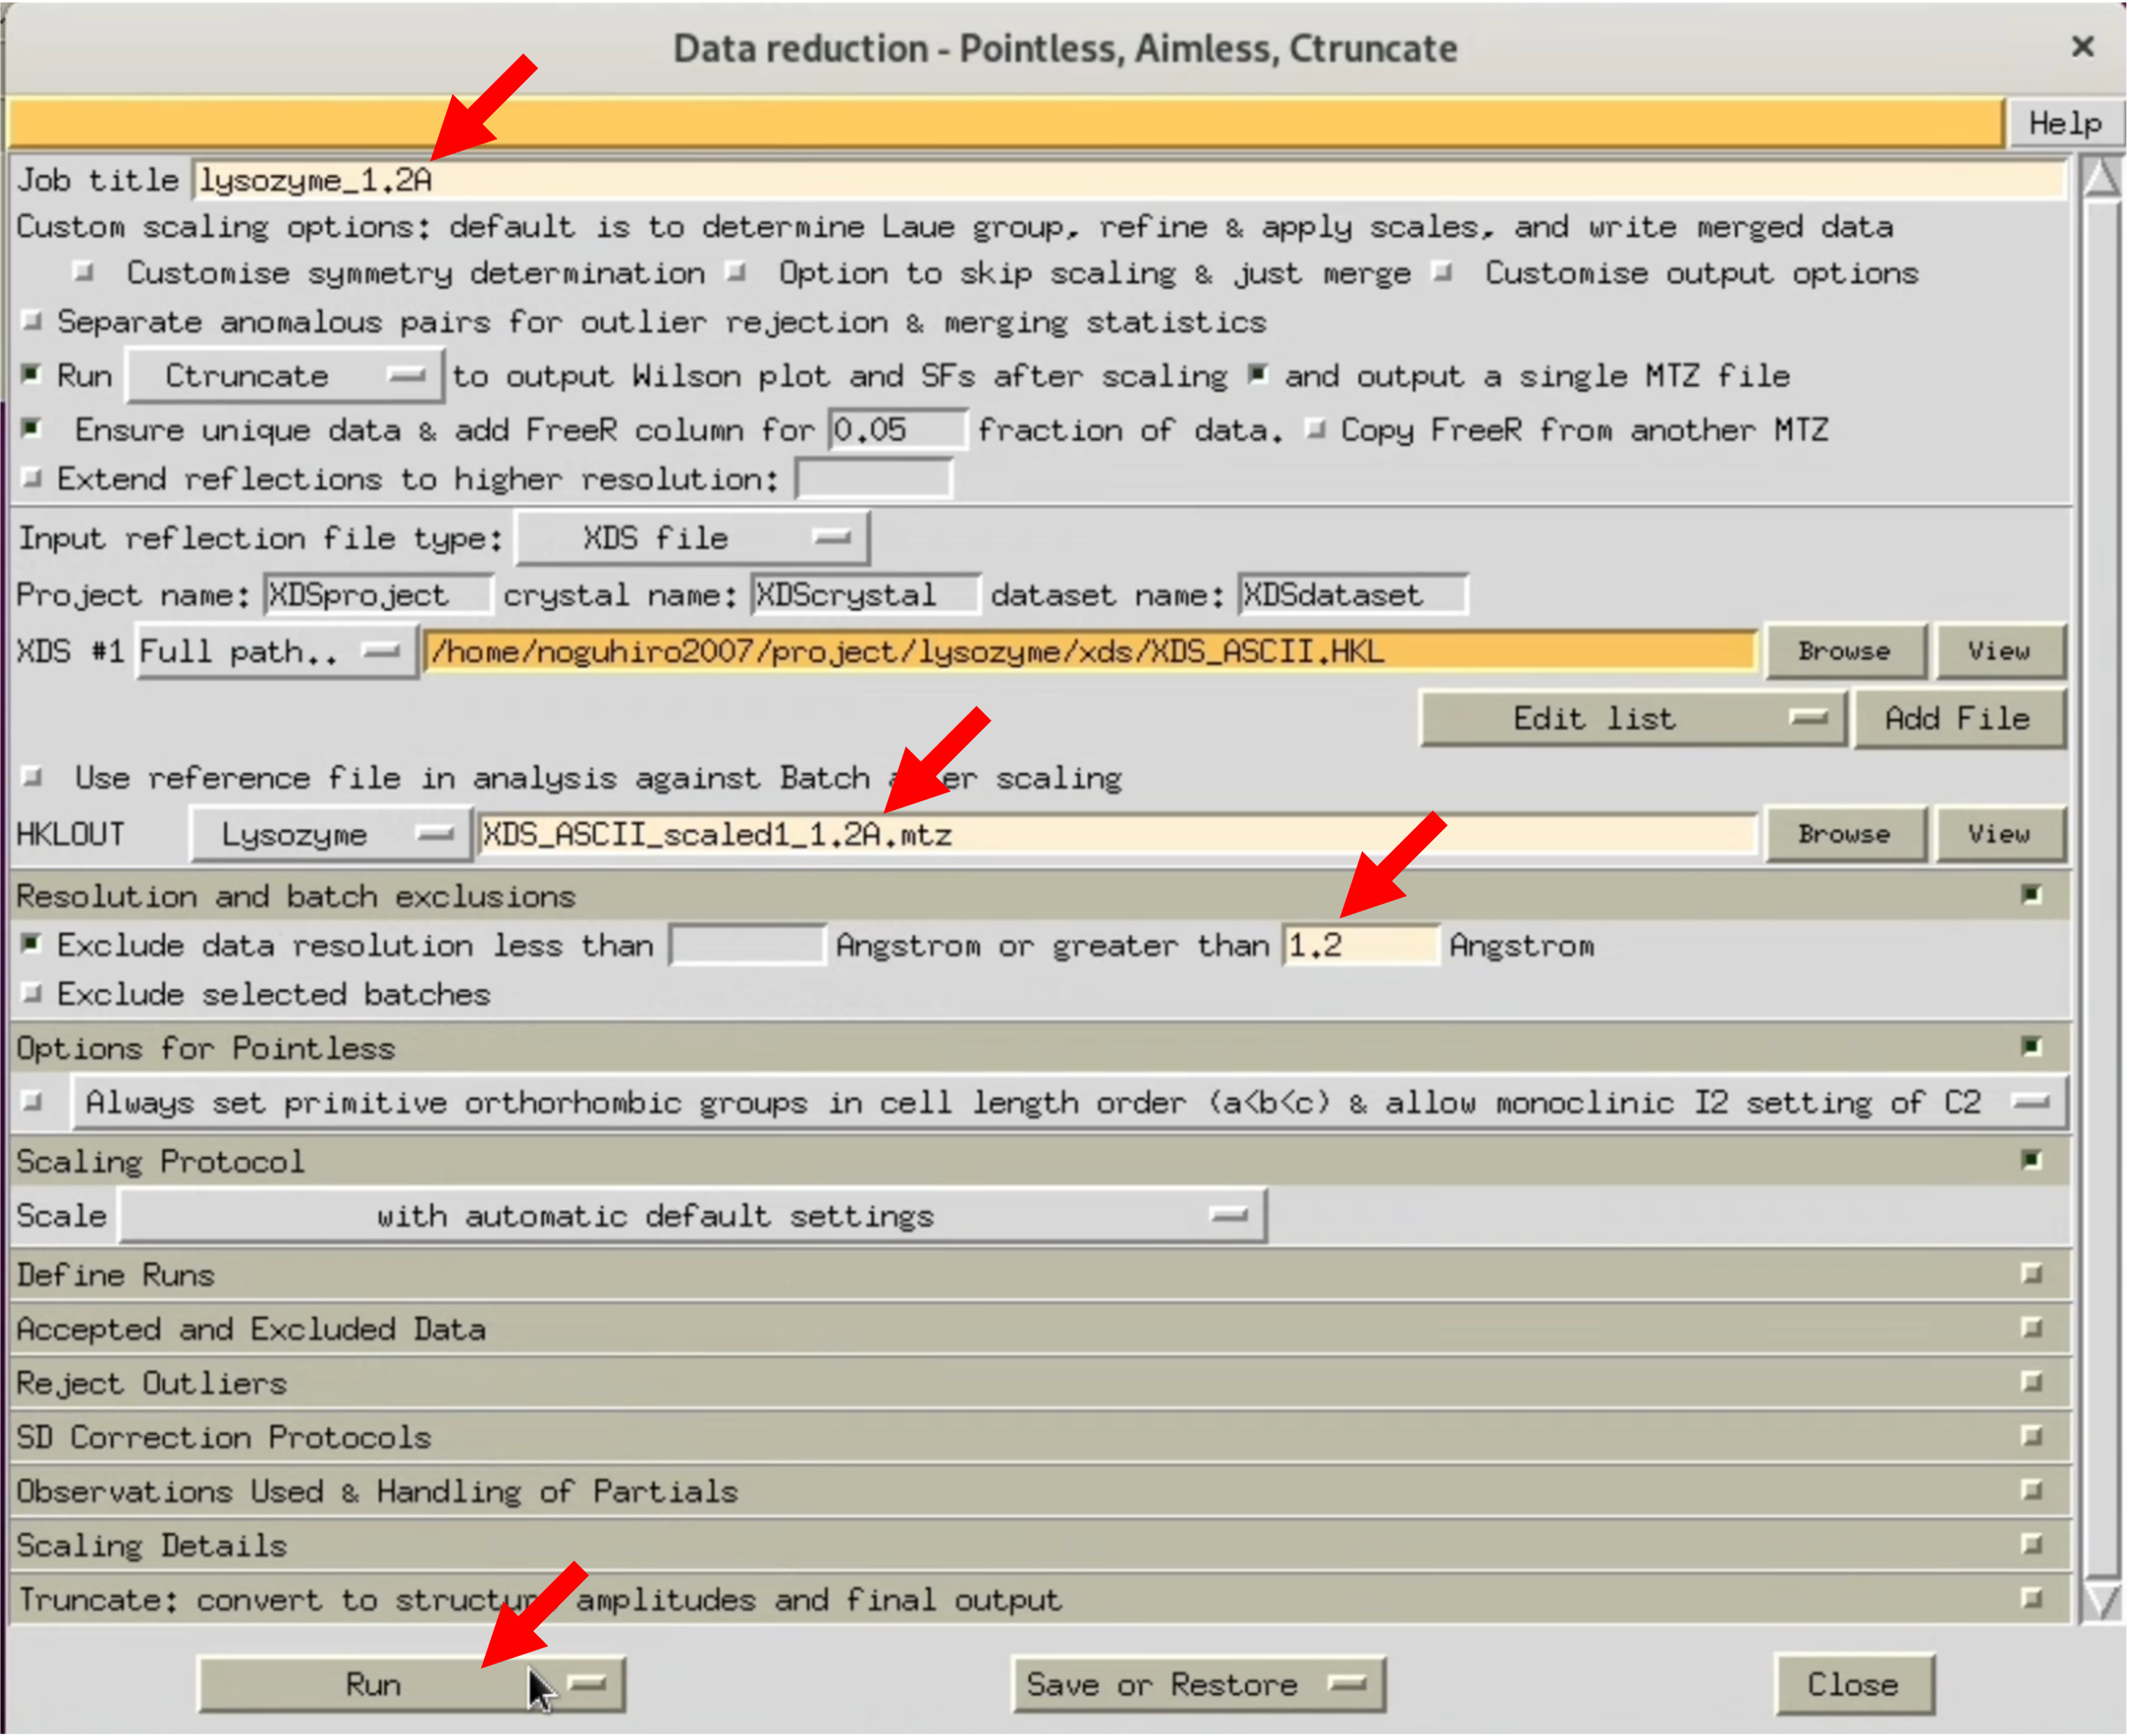 Data reduction - Pointless, Aimless, Ctruncate
Help
Job title lysozyme_1.2A
Custom scaling options: default is to determine Laue group, refine & apply scales, and write merged data
Customise symmetry determination Option to skip scaling & just merge Customise output options
Separate anomalous pairs for outlier rejection & merging statistics
Run Ctruncate to output Wilson plot and SFs after scaling and output a single MTZ file
Ensure unique data & add FreeR column for 0.05 fraction of data. Copy FreeR from another MTZ
Extend reflections to higher resolution:
Input reflection file type: XDS file
Project name: XDSproject crystal name: XDScrystal dataset name: XDSdataset
XDS #1 Full path.. /home/noguhiro2007/project/lysozyme/xds/XDS_ASCII.HKL Browse View
Edit list Add File
Use reference file in analysis against Batch after scaling
HKLOUT Lysozyme XDS_ASCII_scaled1_1.2A.mtz Browse View
Resolution and batch exclusions
Exclude data resolution less than Angstrom or greater than 1.2 Angstrom
Exclude selected batches
Options for Pointless
Always set primitive orthorhombic groups in cell length order (a<b<c) & allow monoclinic I2 setting of C2
Scaling Protocol
Scale with automatic default settings
Define Runs
Accepted and Excluded Data
Reject Outliers
SD Correction Protocols
Observations Used & Handling of Partials
Scaling Details
Truncate: convert to structure amplitudes and final output
Run Save or Restore Close